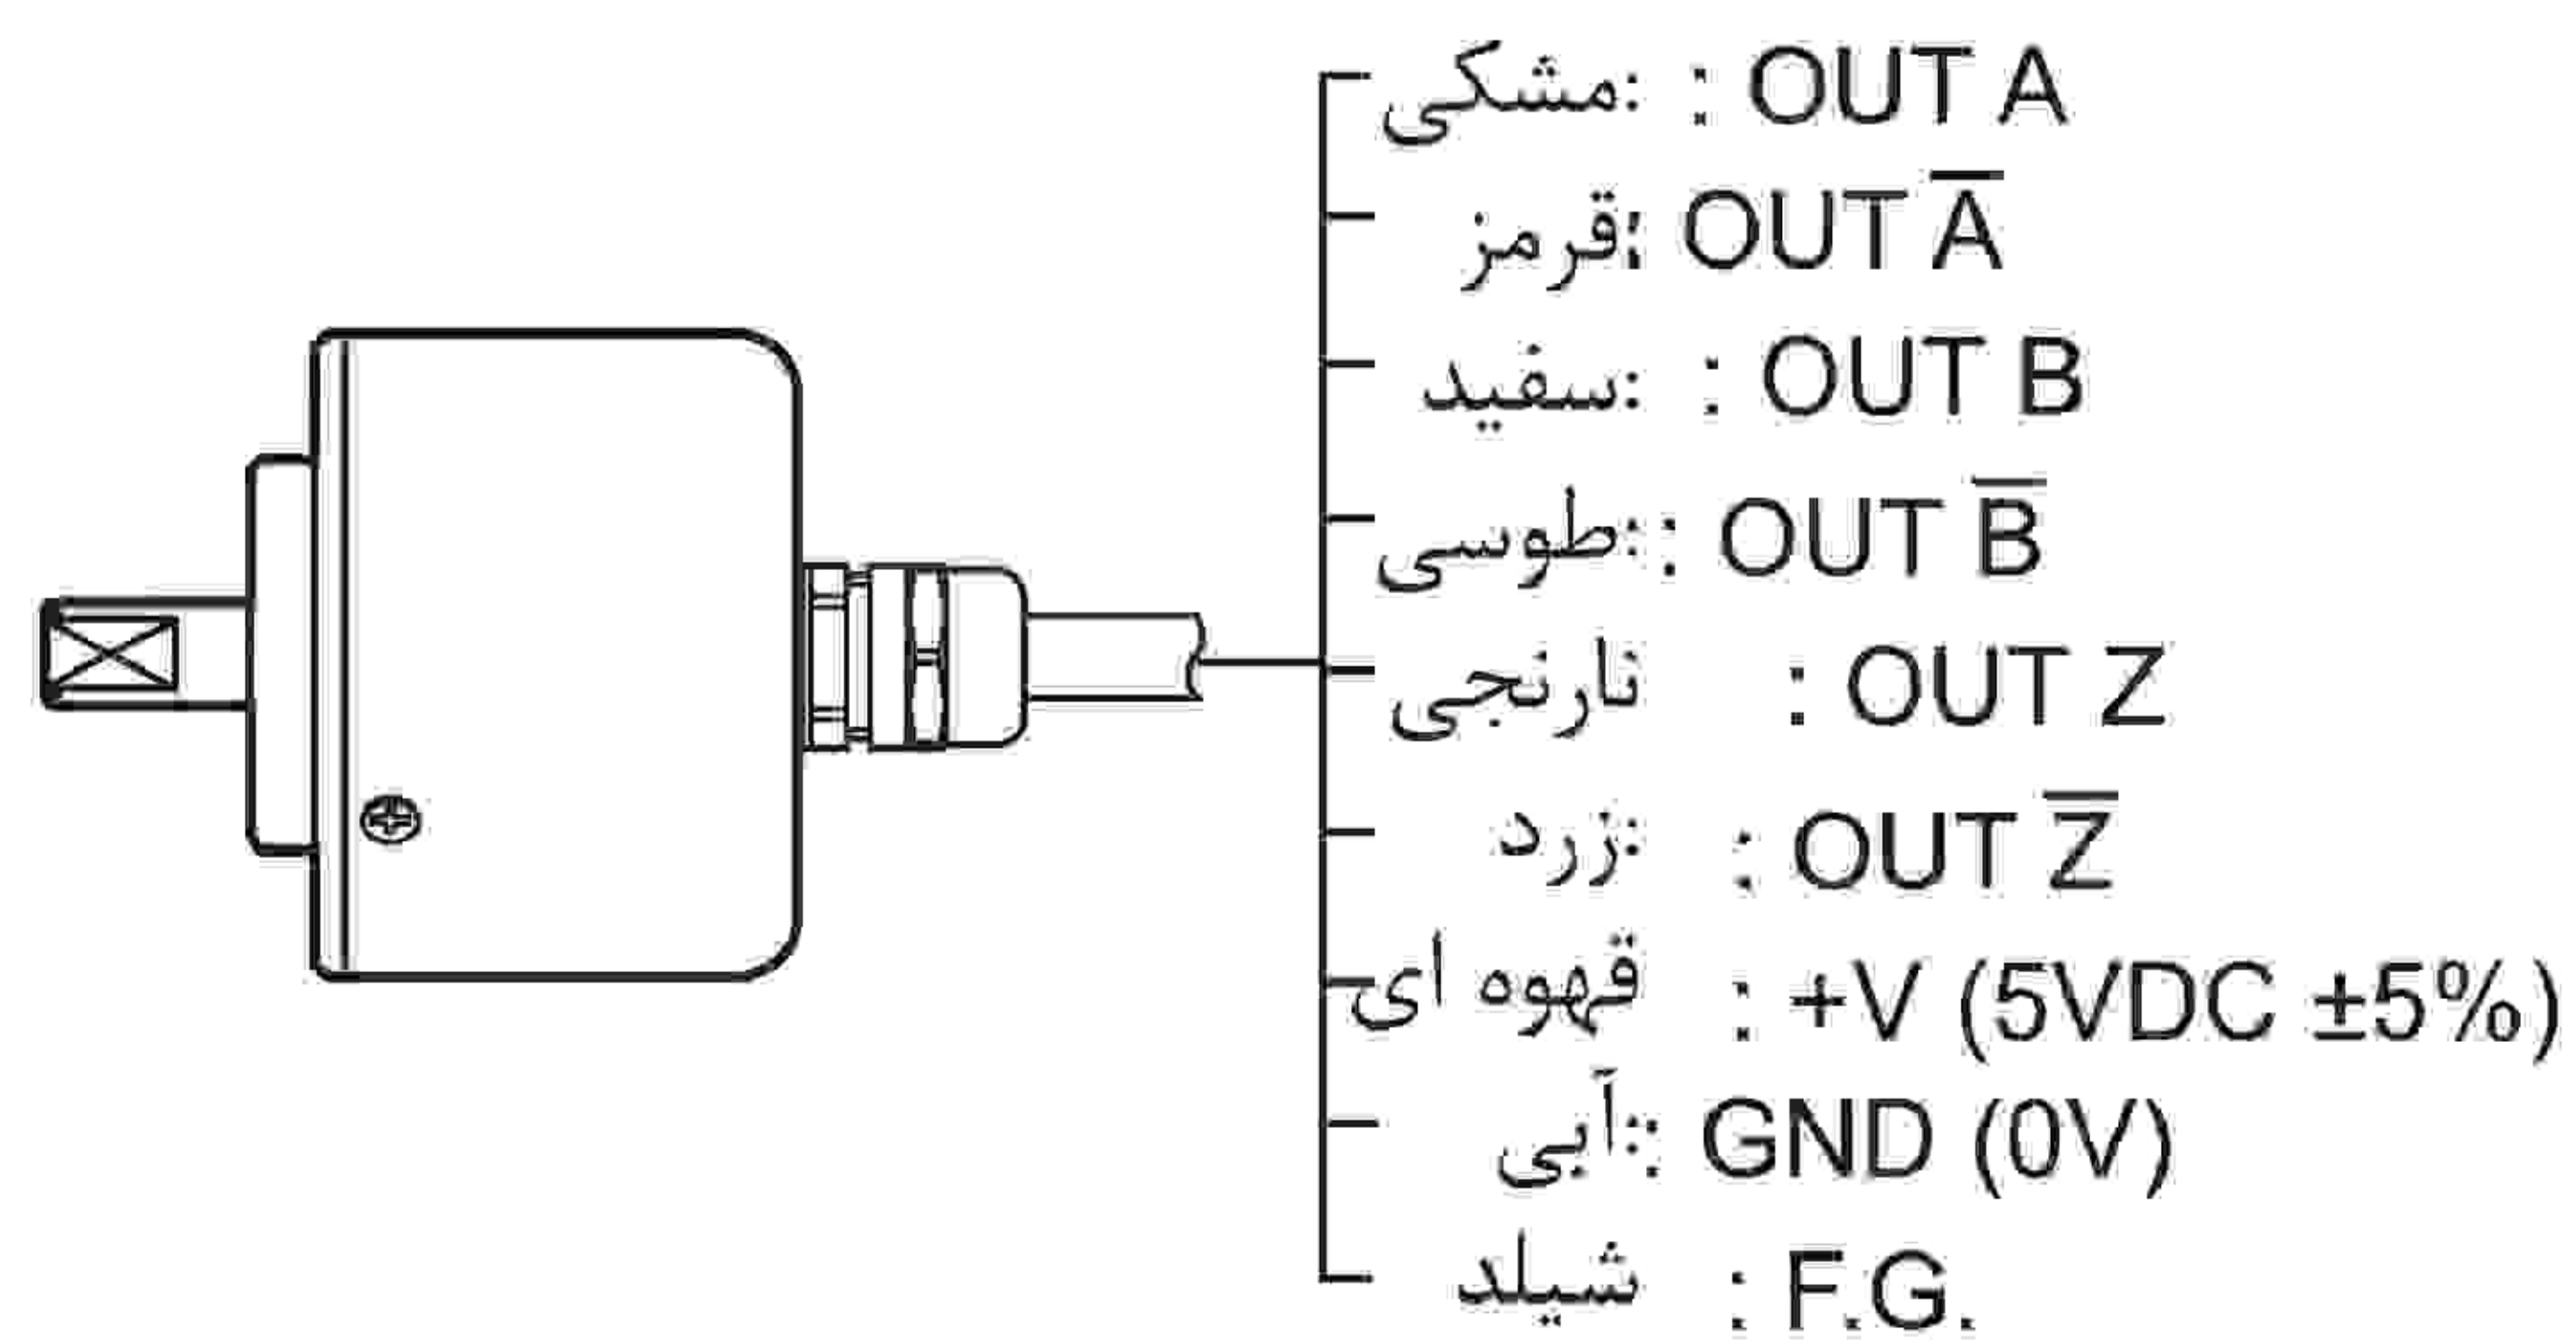 مشکی: : OUT A
قرمز: OUT A̅
سفید: : OUT B
طوسی: : OUT B̅
نارنجی : OUT Z
زرد: : OUT Z̅
قهوه ای : +V (5VDC ±5%)
آبی: : GND (0V)
شیلد : F.G.